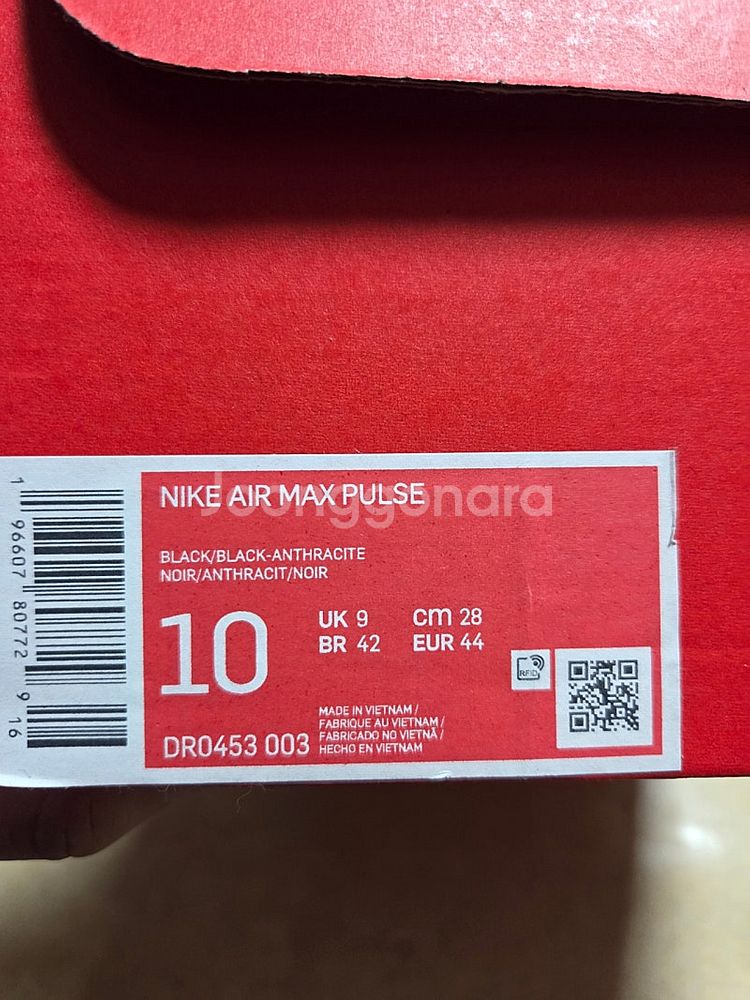 NIKE AIR MAX PULSE
Joonggonara
BLACK/BLACK-ANTHRACITE
NOIR/ANTHRACIT/NOIR
10
UK 9
BR 42
cm 28
EUR 44
RFID
DR0453 003
MADE IN VIETNAM /
FABRIQUE AU VIETNAM /
FABRICADO NO VIETNÃ /
HECHO EN VIETNAM
1 96607 80772 9 16